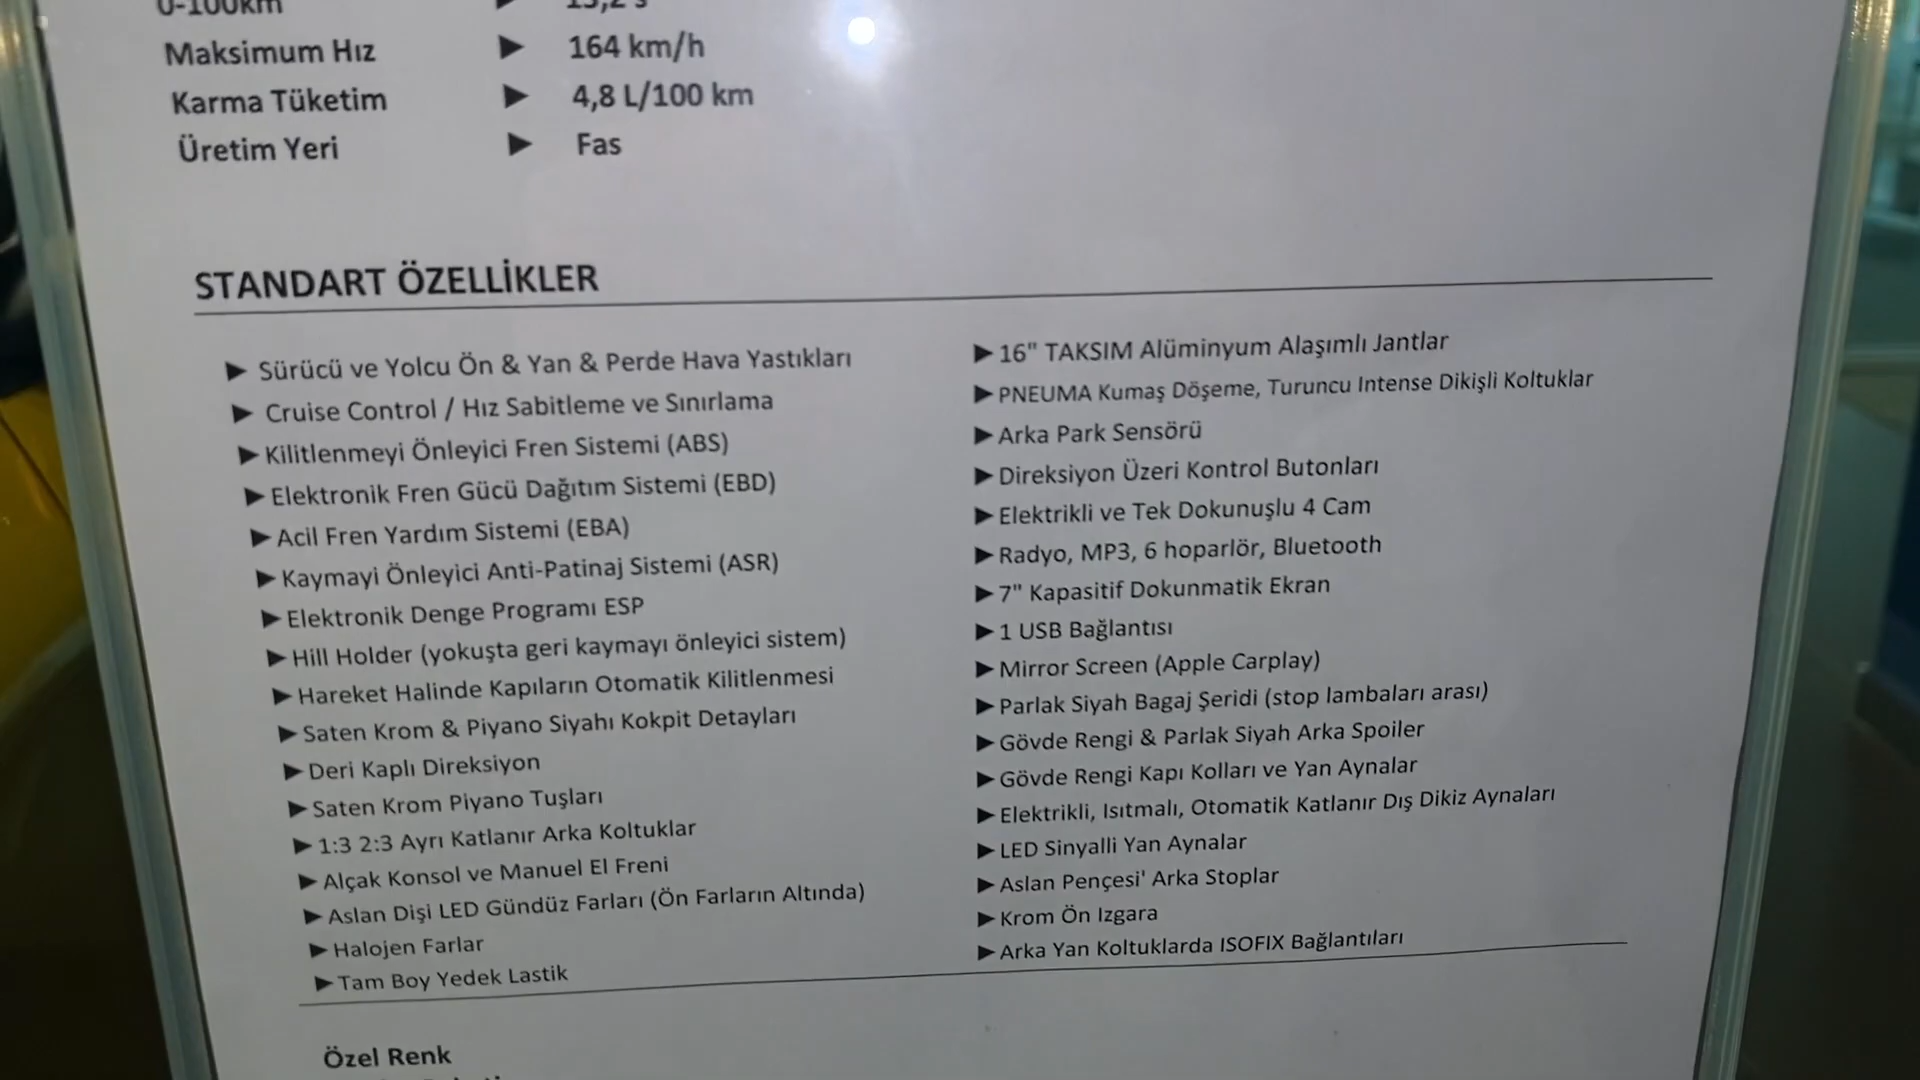 0-100km ► 13,2 s
Maksimum Hız ► 164 km/h
Karma Tüketim ► 4,8 L/100 km
Üretim Yeri ► Fas
STANDART ÖZELLİKLER
► Sürücü ve Yolcu Ön & Yan & Perde Hava Yastıkları
► Cruise Control / Hız Sabitleme ve Sınırlama
► Kilitlenmeyi Önleyici Fren Sistemi (ABS)
► Elektronik Fren Gücü Dağıtım Sistemi (EBD)
► Acil Fren Yardım Sistemi (EBA)
► Kaymayi Önleyici Anti-Patinaj Sistemi (ASR)
► Elektronik Denge Programı ESP
► Hill Holder (yokuşta geri kaymayı önleyici sistem)
► Hareket Halinde Kapıların Otomatik Kilitlenmesi
► Saten Krom & Piyano Siyahı Kokpit Detayları
► Deri Kaplı Direksiyon
► Saten Krom Piyano Tuşları
► 1:3 2:3 Ayrı Katlanır Arka Koltuklar
► Alçak Konsol ve Manuel El Freni
► Aslan Dişi LED Gündüz Farları (Ön Farların Altında)
► Halojen Farlar
► Tam Boy Yedek Lastik
► 16" TAKSIM Alüminyum Alaşımlı Jantlar
► PNEUMA Kumaş Döşeme, Turuncu Intense Dikişli Koltuklar
► Arka Park Sensörü
► Direksiyon Üzeri Kontrol Butonları
► Elektrikli ve Tek Dokunuşlu 4 Cam
► Radyo, MP3, 6 hoparlör, Bluetooth
► 7" Kapasitif Dokunmatik Ekran
► 1 USB Bağlantısı
► Mirror Screen (Apple Carplay)
► Parlak Siyah Bagaj Şeridi (stop lambaları arası)
► Gövde Rengi & Parlak Siyah Arka Spoiler
► Gövde Rengi Kapı Kolları ve Yan Aynalar
► Elektrikli, Isıtmalı, Otomatik Katlanır Dış Dikiz Aynaları
► LED Sinyalli Yan Aynalar
► Aslan Pençesi' Arka Stoplar
► Krom Ön Izgara
► Arka Yan Koltuklarda ISOFIX Bağlantıları
Özel Renk